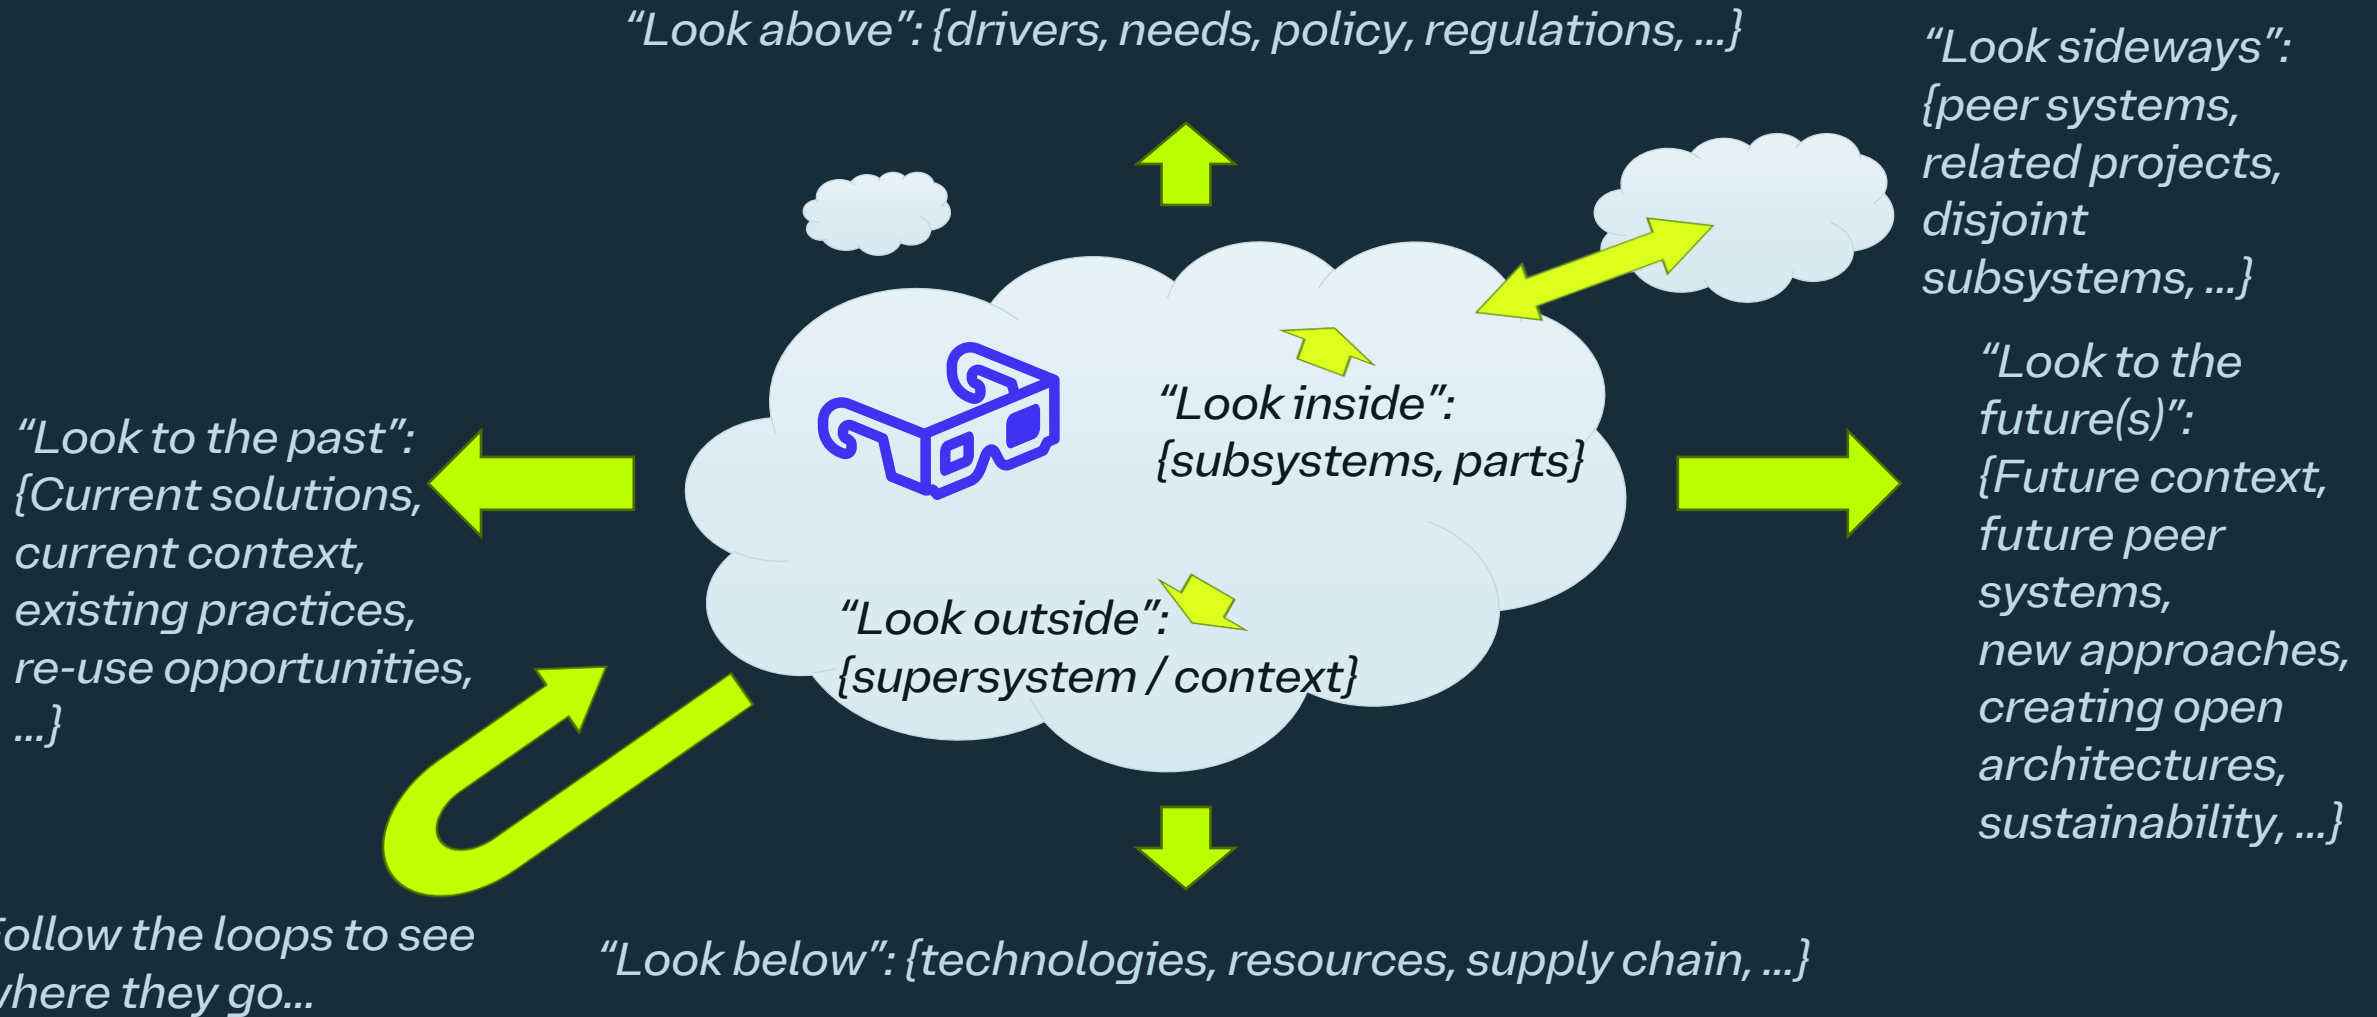 “Look above”: {drivers, needs, policy, regulations, ...}
“Look sideways”:
{peer systems,
related projects,
disjoint
subsystems, ...}
“Look inside”:
{subsystems, parts}
“Look to the
future(s)”:
{Future context,
future peer
systems,
new approaches,
creating open
architectures,
sustainability, ...}
“Look to the past”:
{Current solutions,
current context,
existing practices,
re-use opportunities,
...}
“Look outside”:
{supersystem / context}
Follow the loops to see
where they go...
“Look below”: {technologies, resources, supply chain, ...}